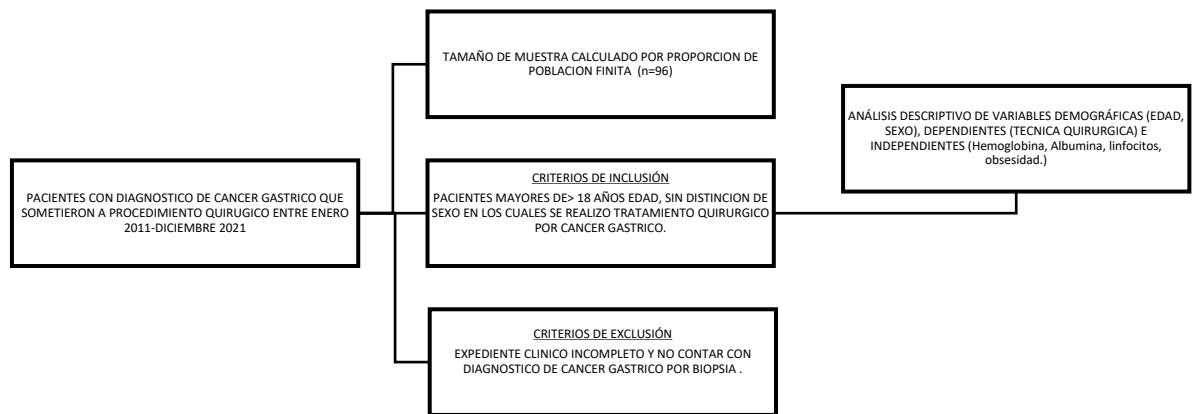 TAMAÑO DE MUESTRA CALCULADO POR PROPORCION DE
POBLACION FINITA (n=96)
ANÁLISIS DESCRIPTIVO DE VARIABLES DEMOGRÁFICAS (EDAD,
SEXO), DEPENDIENTES (TECNICA QUIRURGICA) E
INDEPENDIENTES (Hemoglobina, Albumina, linfocitos,
obsesidad.)
PACIENTES CON DIAGNOSTICO DE CANCER GASTRICO QUE
SOMETIERON A PROCEDIMIENTO QUIRUGICO ENTRE ENERO
2011-DICIEMBRE 2021
CRITERIOS DE INCLUSIÓN
PACIENTES MAYORES DE> 18 AÑOS EDAD, SIN DISTINCION DE
SEXO EN LOS CUALES SE REALIZO TRATAMIENTO QUIRURGICO
POR CANCER GASTRICO.
CRITERIOS DE EXCLUSIÓN
EXPEDIENTE CLINICO INCOMPLETO Y NO CONTAR CON
DIAGNOSTICO DE CANCER GASTRICO POR BIOPSIA .